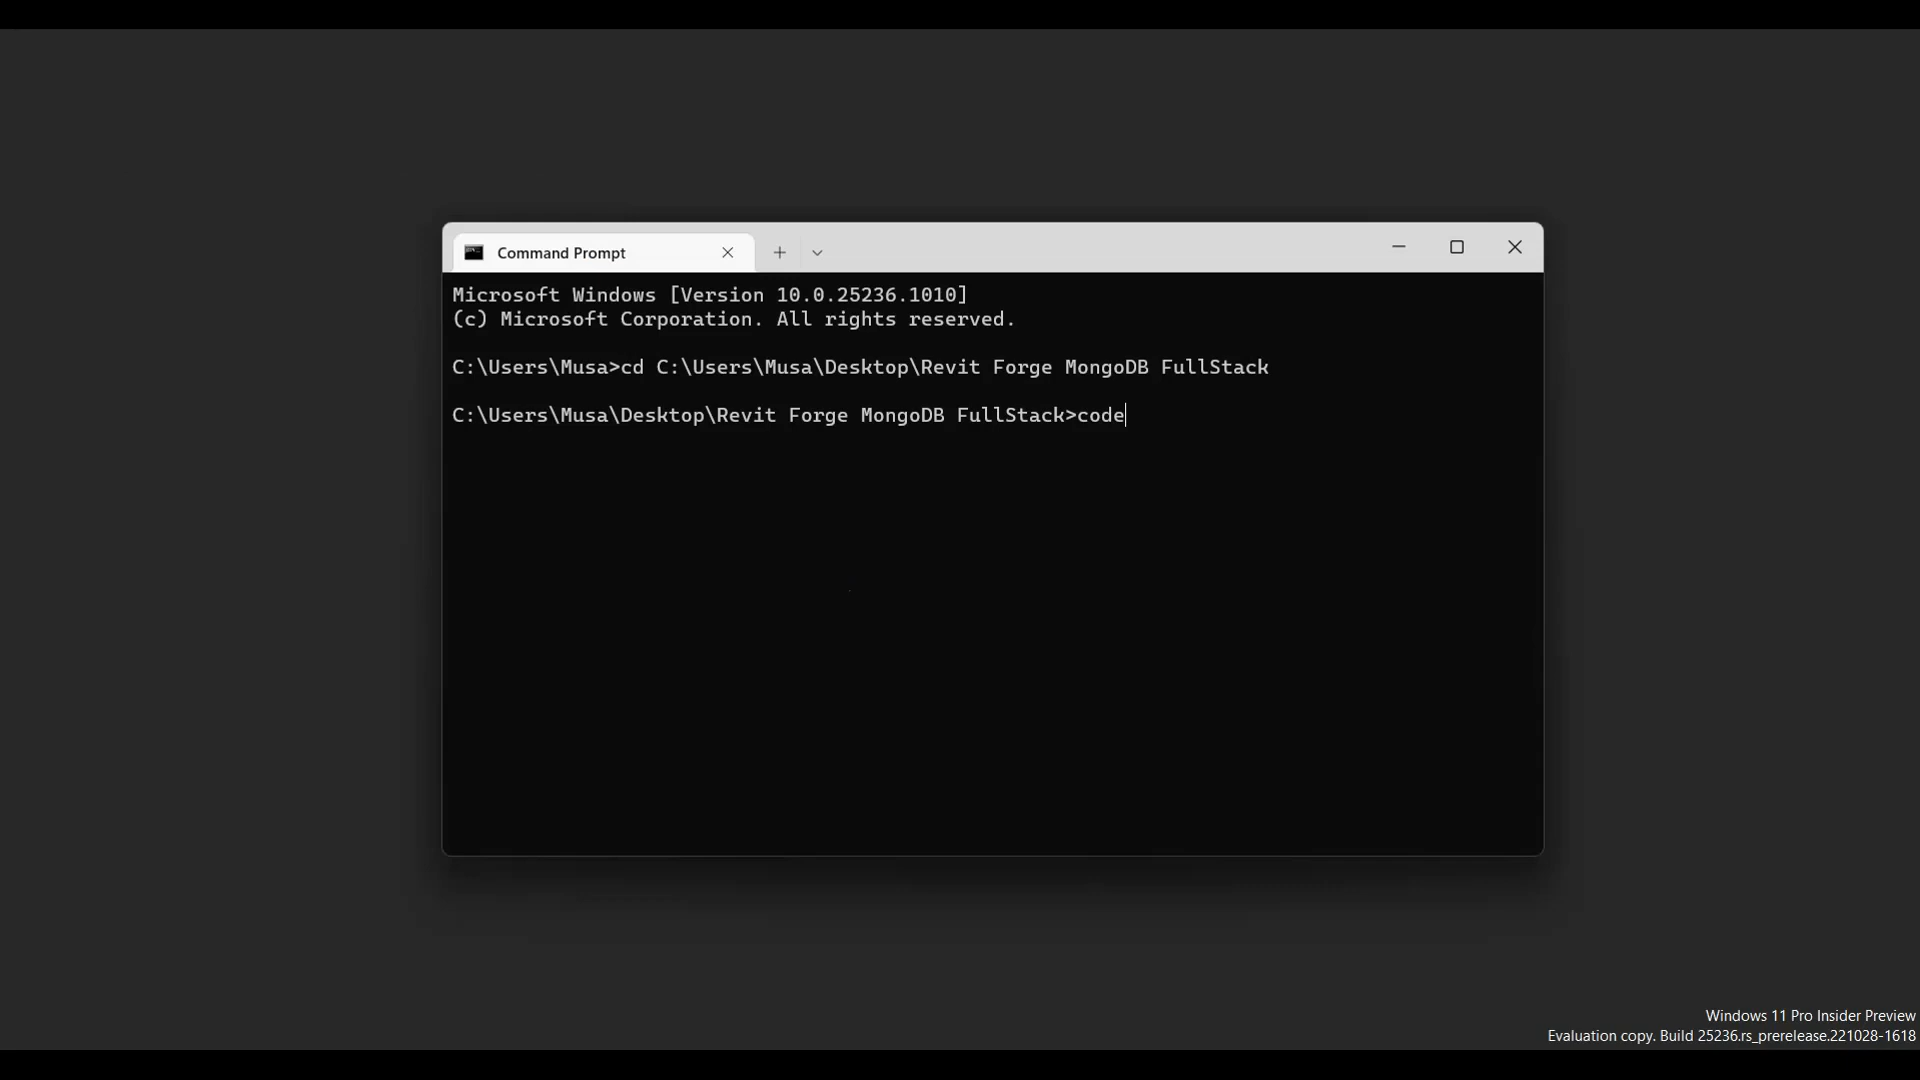 Command Prompt
Microsoft Windows [Version 10.0.25236.1010]
(c) Microsoft Corporation. All rights reserved.
C:\Users\Musa>cd C:\Users\Musa\Desktop\Revit Forge MongoDB FullStack
C:\Users\Musa\Desktop\Revit Forge MongoDB FullStack>code
Windows 11 Pro Insider Preview
Evaluation copy. Build 25236.rs_prerelease.221028-1618